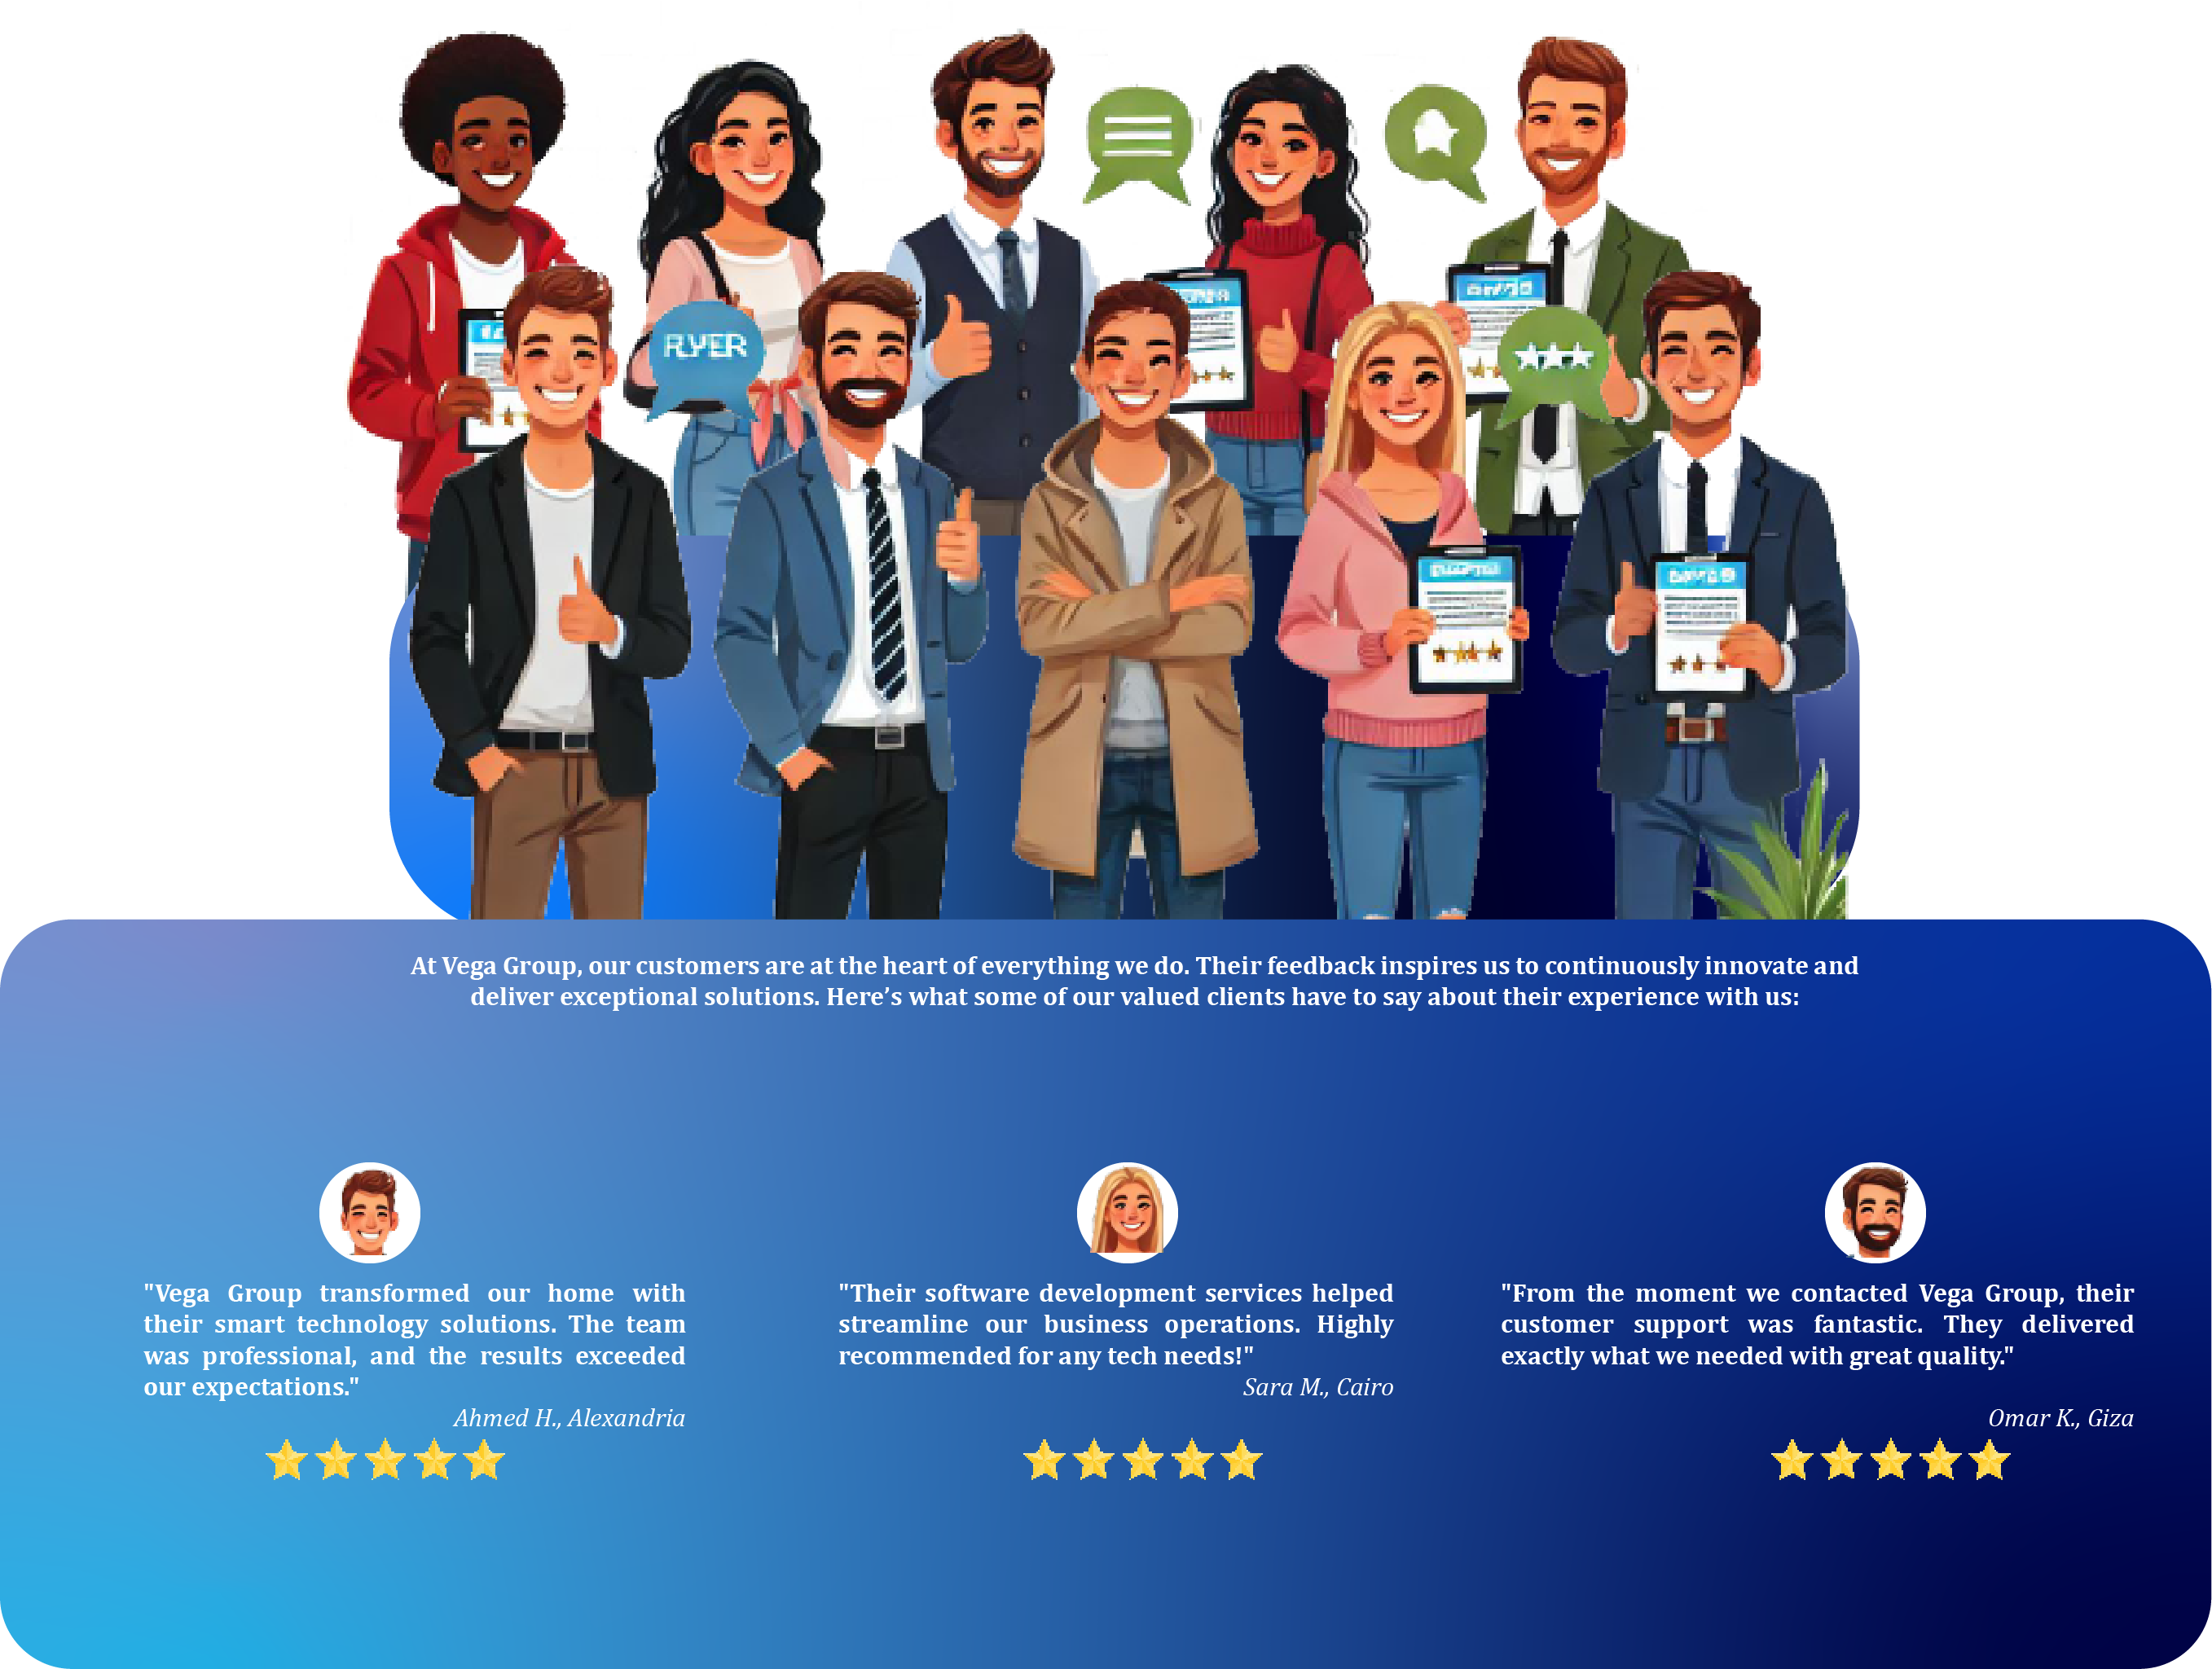 FLYER
At Vega Group, our customers are at the heart of everything we do. Their feedback inspires us to continuously innovate and
deliver exceptional solutions. Here’s what some of our valued clients have to say about their experience with us:
"Vega Group transformed our home with
their smart technology solutions. The team
was professional, and the results exceeded
our expectations."
Ahmed H., Alexandria
"Their software development services helped
streamline our business operations. Highly
recommended for any tech needs!"
Sara M., Cairo
"From the moment we contacted Vega Group, their
customer support was fantastic. They delivered
exactly what we needed with great quality."
Omar K., Giza